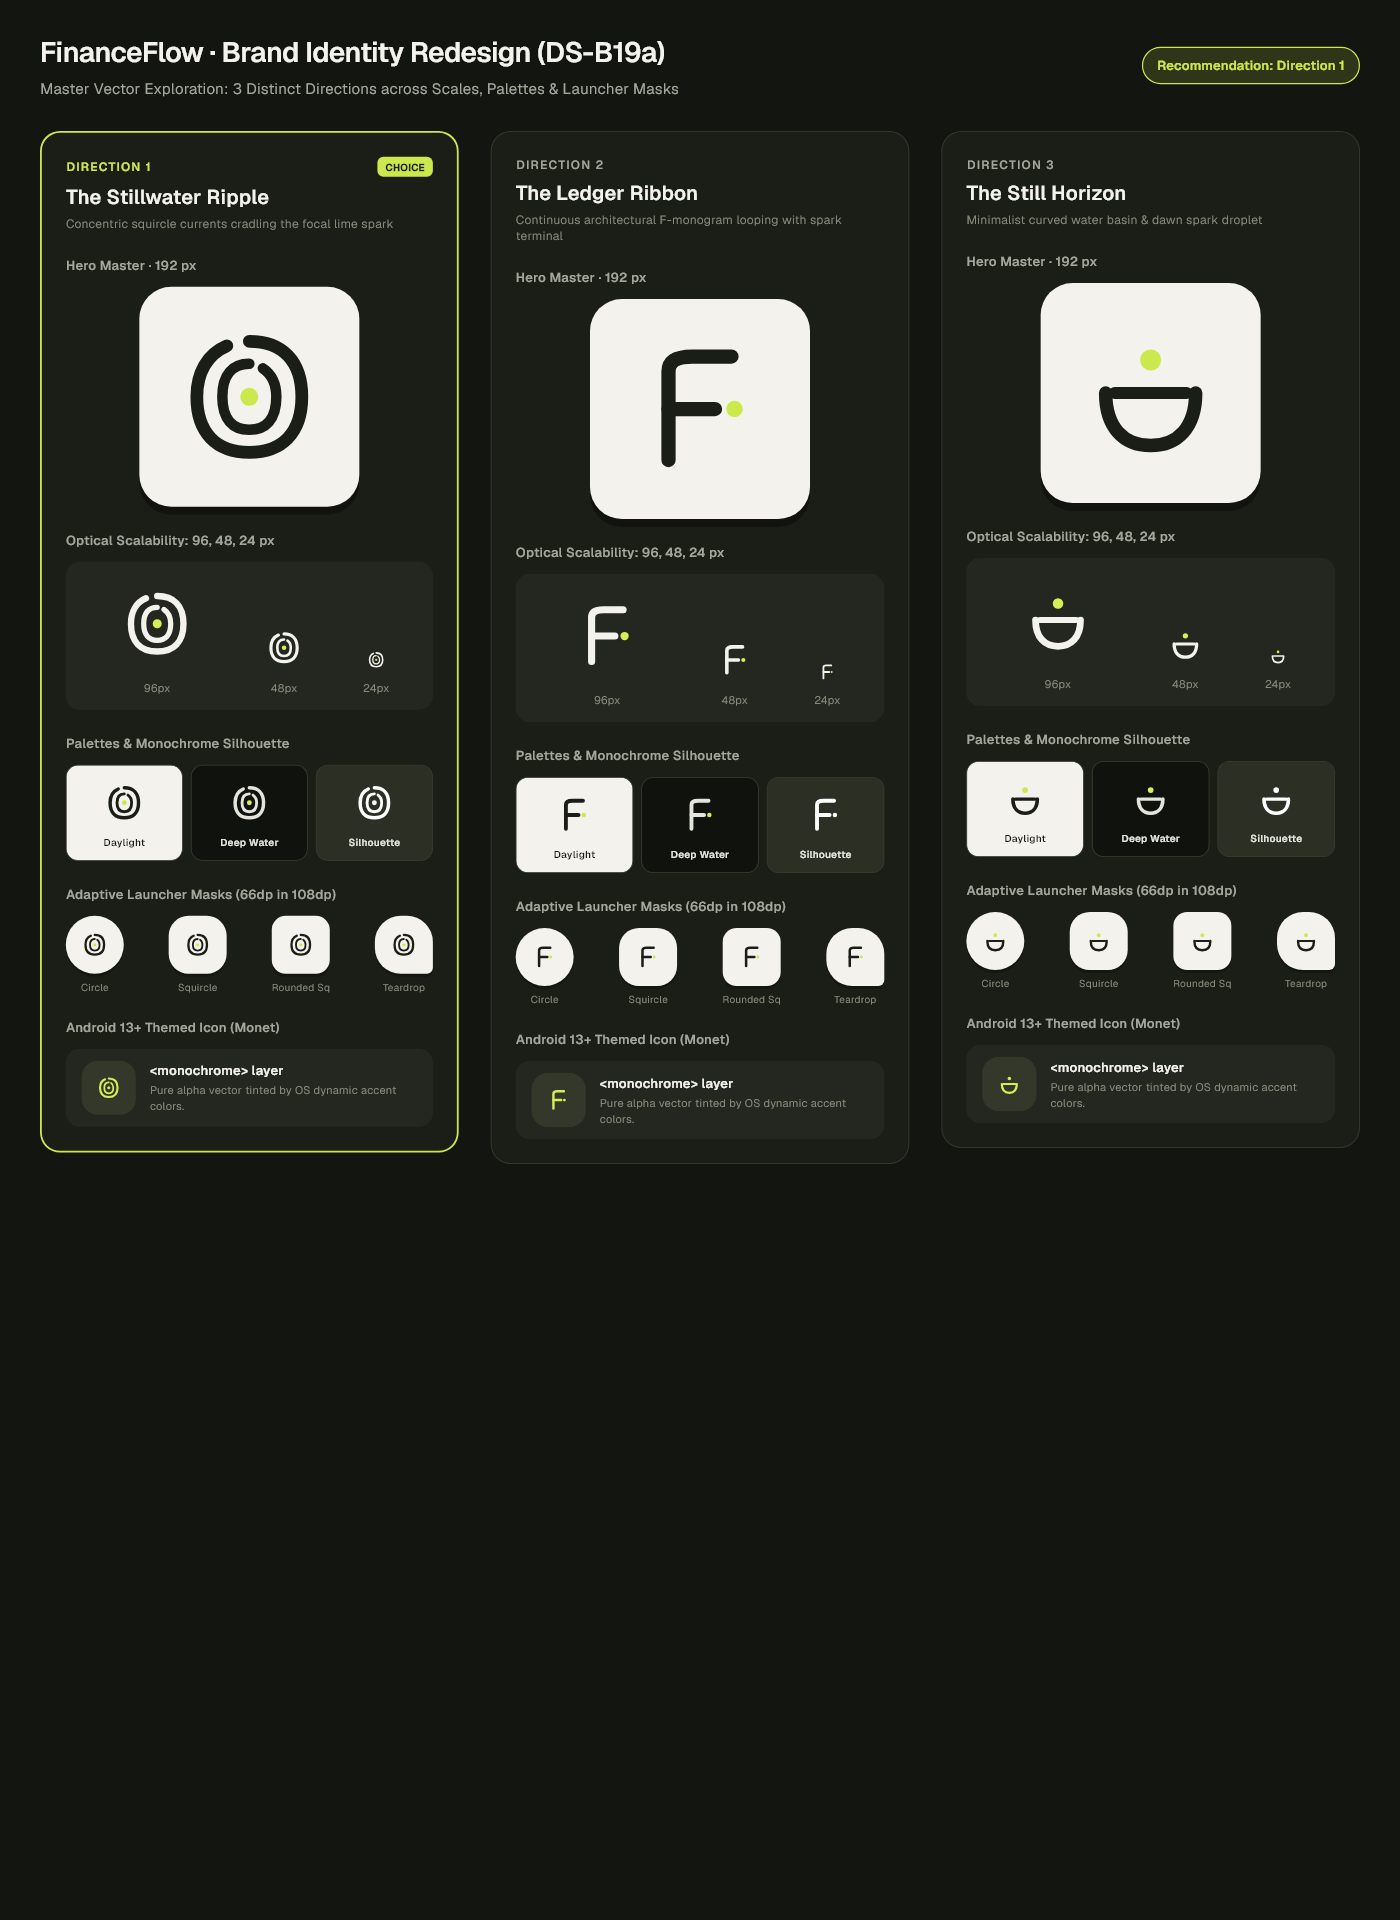 FinanceFlow · Brand Identity Redesign (DS-B19a)
Master Vector Exploration: 3 Distinct Directions across Scales, Palettes & Launcher Masks
Recommendation: Direction 1
DIRECTION 1
CHOICE
The Stillwater Ripple
Concentric squircle currents cradling the focal lime spark
Hero Master · 192 px
Optical Scalability: 96, 48, 24 px
96px
48px
24px
Palettes & Monochrome Silhouette
Daylight
Deep Water
Silhouette
Adaptive Launcher Masks (66dp in 108dp)
Circle
Squircle
Rounded Sq
Teardrop
Android 13+ Themed Icon (Monet)
<monochrome> layer
Pure alpha vector tinted by OS dynamic accent
colors.
DIRECTION 2
The Ledger Ribbon
Continuous architectural F-monogram looping with spark
terminal
Hero Master · 192 px
F
Optical Scalability: 96, 48, 24 px
F
F
F
96px
48px
24px
Palettes & Monochrome Silhouette
F
F
F
Daylight
Deep Water
Silhouette
Adaptive Launcher Masks (66dp in 108dp)
F
F
F
F
Circle
Squircle
Rounded Sq
Teardrop
Android 13+ Themed Icon (Monet)
F
<monochrome> layer
Pure alpha vector tinted by OS dynamic accent
colors.
DIRECTION 3
The Still Horizon
Minimalist curved water basin & dawn spark droplet
Hero Master · 192 px
Optical Scalability: 96, 48, 24 px
96px
48px
24px
Palettes & Monochrome Silhouette
Daylight
Deep Water
Silhouette
Adaptive Launcher Masks (66dp in 108dp)
Circle
Squircle
Rounded Sq
Teardrop
Android 13+ Themed Icon (Monet)
<monochrome> layer
Pure alpha vector tinted by OS dynamic accent
colors.